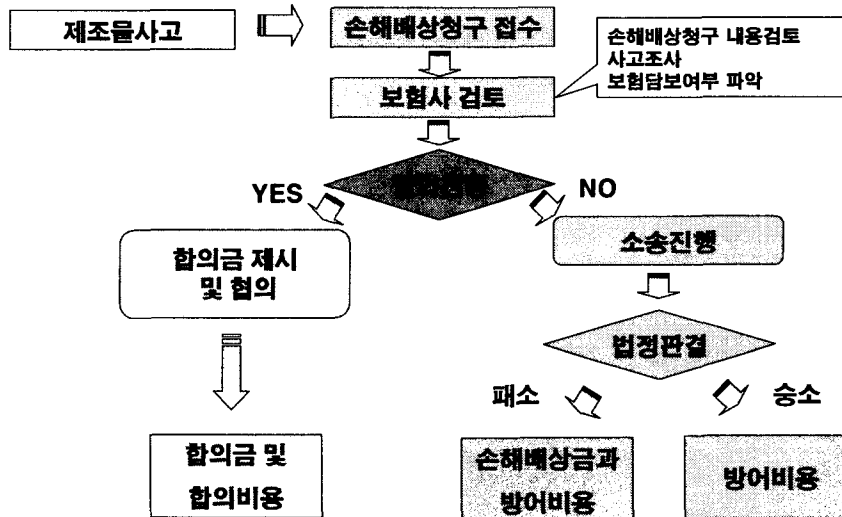 제조물사고
손해배상청구 접수
손해배상청구 내용검토
사고조사
보험담보여부 파악
보험사 검토
YES
NO
합의금 제시
및 협의
소송진행
법정판결
패소
승소
합의금 및
합의비용
손해배상금과
방어비용
방어비용